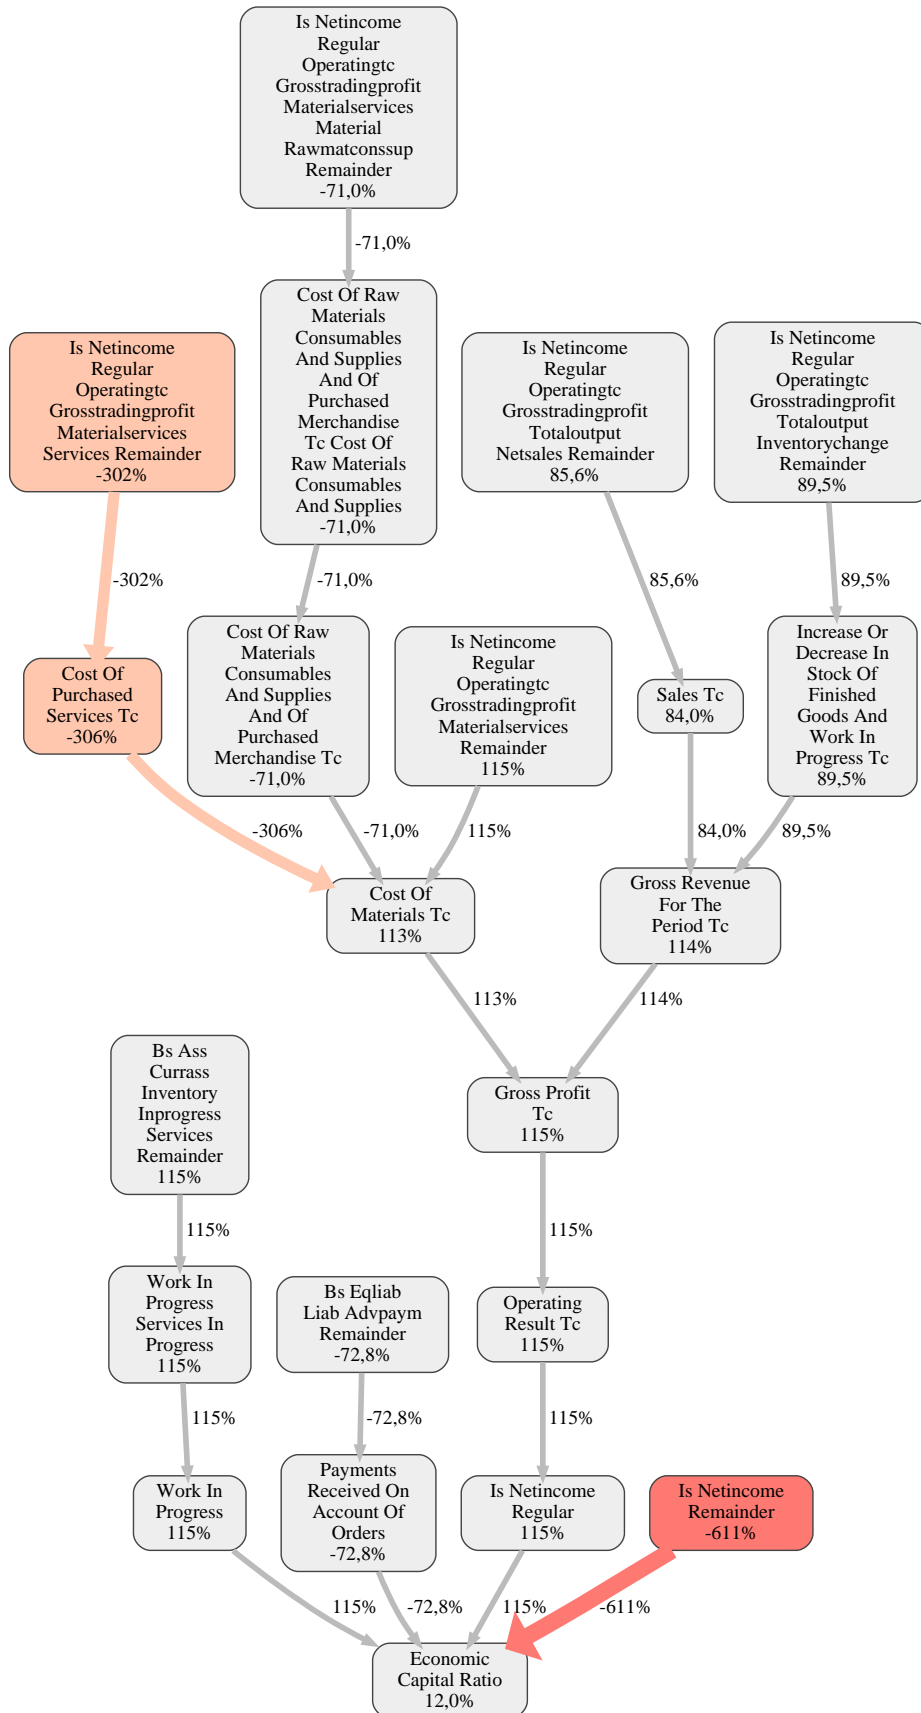 Is Netincome
Regular
Operatingtc
Grosstradingprofit
Materialservices
Material
Rawmatconssup
Remainder
-71,0%
-71,0%
Cost Of Raw
Materials
Consumables
And Supplies
And Of
Purchased
Merchandise
Tc Cost Of
Raw Materials
Consumables
And Supplies
-71,0%
Is Netincome
Regular
Operatingtc
Grosstradingprofit
Materialservices
Services Remainder
-302%
Is Netincome
Regular
Operatingtc
Grosstradingprofit
Totaloutput
Netsales Remainder
85,6%
Is Netincome
Regular
Operatingtc
Grosstradingprofit
Totaloutput
Inventorychange
Remainder
89,5%
-302%
-71,0%
85,6%
89,5%
Cost Of
Purchased
Services Tc
-306%
Cost Of Raw
Materials
Consumables
And Supplies
And Of
Purchased
Merchandise Tc
-71,0%
Is Netincome
Regular
Operatingtc
Grosstradingprofit
Materialservices
Remainder
115%
Sales Tc
84,0%
Increase Or
Decrease In
Stock Of
Finished
Goods And
Work In
Progress Tc
89,5%
-306%
-71,0%
115%
84,0%
89,5%
Cost Of
Materials Tc
113%
Gross Revenue
For The
Period Tc
114%
113%
114%
Bs Ass
Currass
Inventory
Inprogress
Services
Remainder
115%
Gross Profit
Tc
115%
115%
115%
Work In
Progress
Services In
Progress
115%
Bs Eqliab
Liab Advpaym
Remainder
-72,8%
Operating
Result Tc
115%
115%
-72,8%
115%
Work In
Progress
115%
Payments
Received On
Account Of
Orders
-72,8%
Is Netincome
Regular
115%
Is Netincome
Remainder
-611%
115%
-72,8%
115%
-611%
Economic
Capital Ratio
12,0%